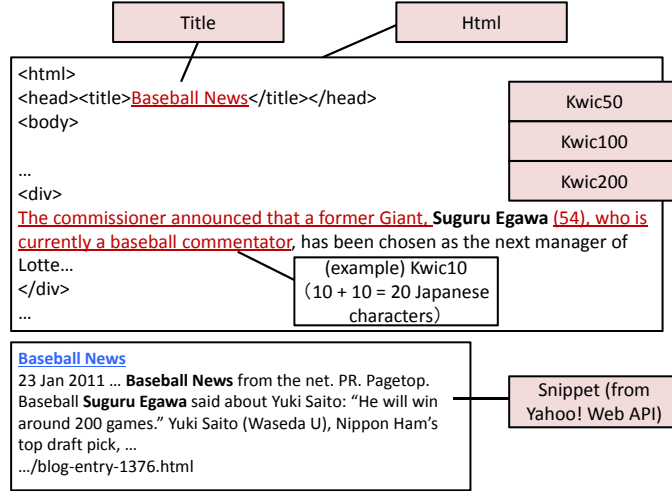 Title
Html
<html>
<head><title>Baseball News</title></head>
<body>
Kwic50
Kwic100
Kwic200
...
<div>
The commissioner announced that a former Giant, Suguru Egawa (54), who is
currently a baseball commentator, has been chosen as the next manager of
Lotte…
(example) Kwic10
（10 + 10 = 20 Japanese
characters）
</div>
…
Baseball News
23 Jan 2011 … Baseball News from the net. PR. Pagetop.
Baseball Suguru Egawa said about Yuki Saito: “He will win
around 200 games.” Yuki Saito (Waseda U), Nippon Ham’s
top draft pick, …
…/blog-entry-1376.html
Snippet (from
Yahoo! Web API)